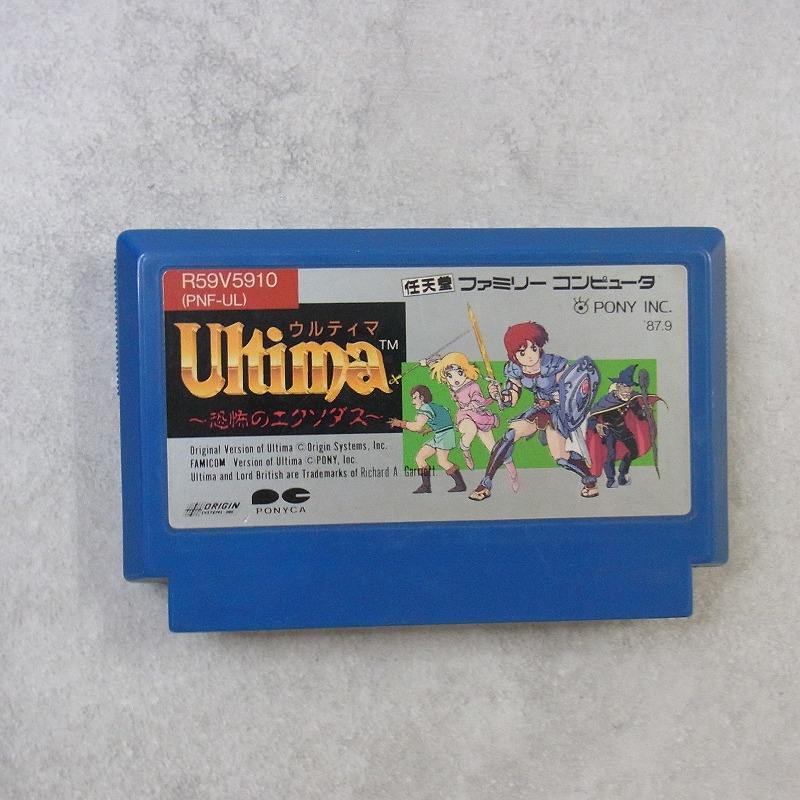 R59V5910
(PNF-UL)
任天堂 ファミリー コンピュータ
PONY INC.
'87.9
ウルティマ
Ultima™
～恐怖のエクソダス～
Original Version of Ultima ©Origin Systems, Inc.
FAMICOM Version of Ultima ©PONY, Inc.
Ultima and Lord British are Trademarks of Richard A. Garriott.
ORIGIN
SYSTEMS INC
PONYCA